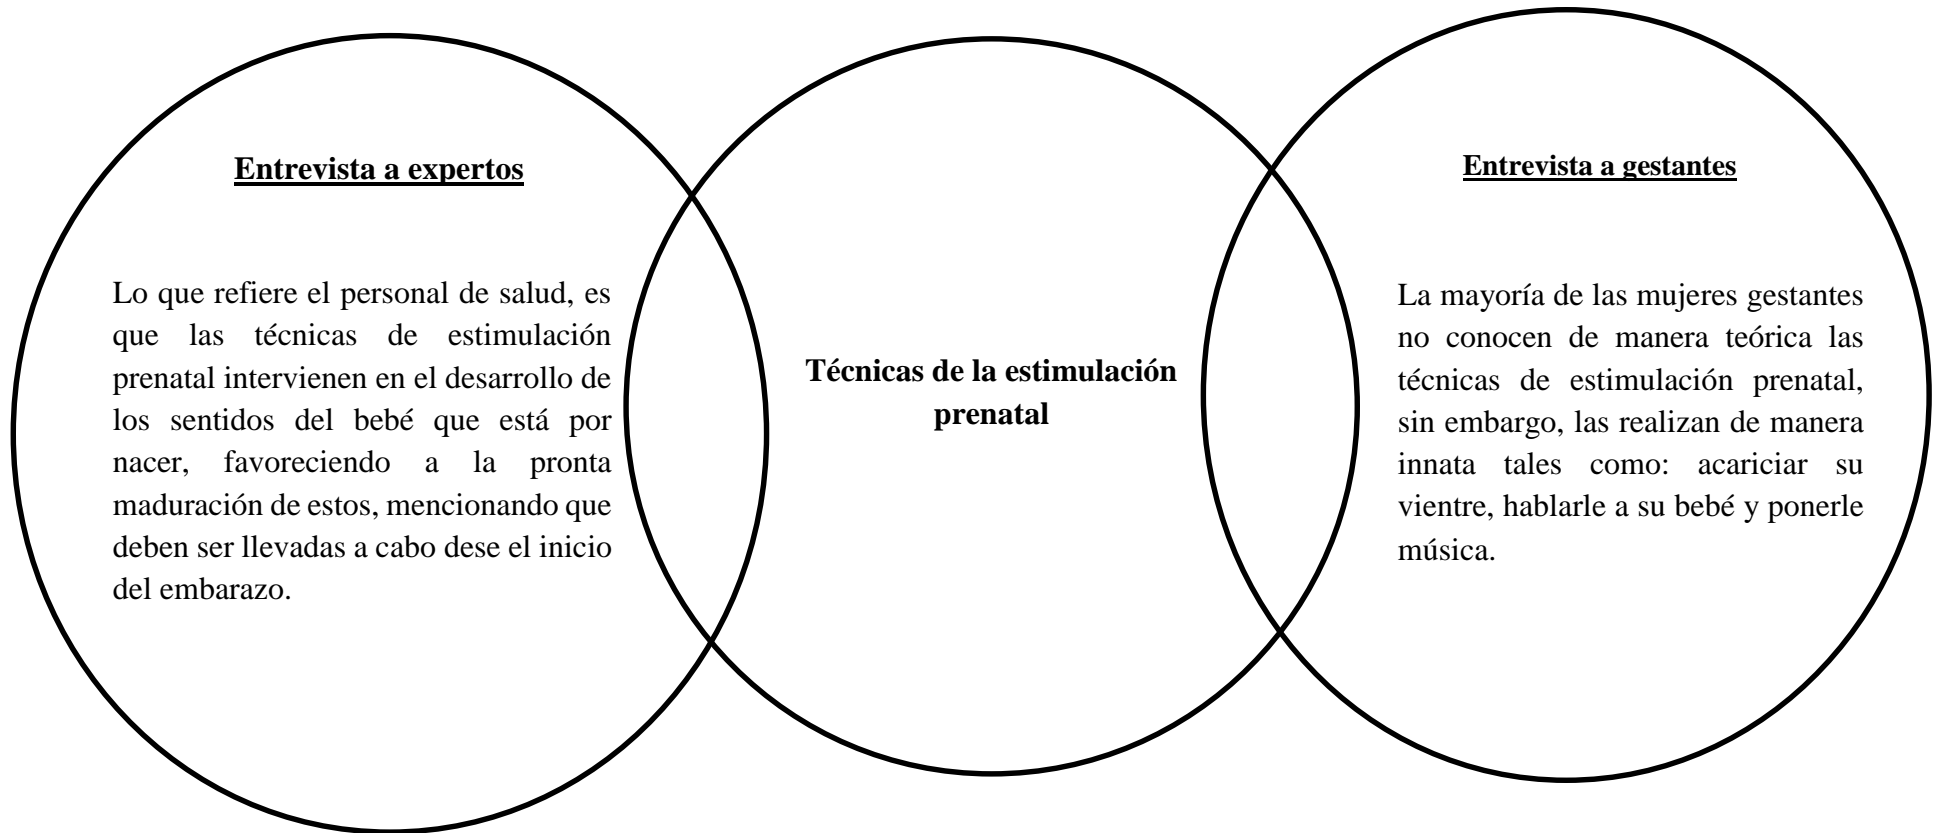 Entrevista a expertos
Lo que refiere el personal de salud, es
que las técnicas de estimulación
prenatal intervienen en el desarrollo de
los sentidos del bebé que está por
nacer, favoreciendo a la pronta
maduración de estos, mencionando que
deben ser llevadas a cabo dese el inicio
del embarazo.
Técnicas de la estimulación
prenatal
Entrevista a gestantes
La mayoría de las mujeres gestantes
no conocen de manera teórica las
técnicas de estimulación prenatal,
sin embargo, las realizan de manera
innata tales como: acariciar su
vientre, hablarle a su bebé y ponerle
música.